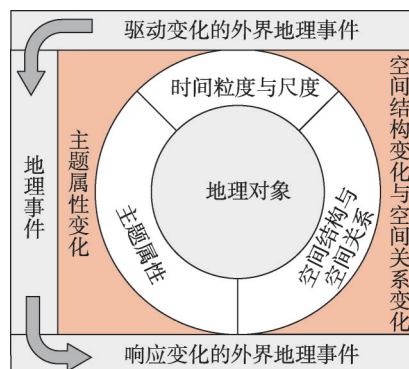 驱动变化的外界地理事件
地理事件
主题属性变化
时间粒度与尺度
主题属性
地理对象
空间结构与
空间关系
空间结构变化与空间关系变化
响应变化的外界地理事件